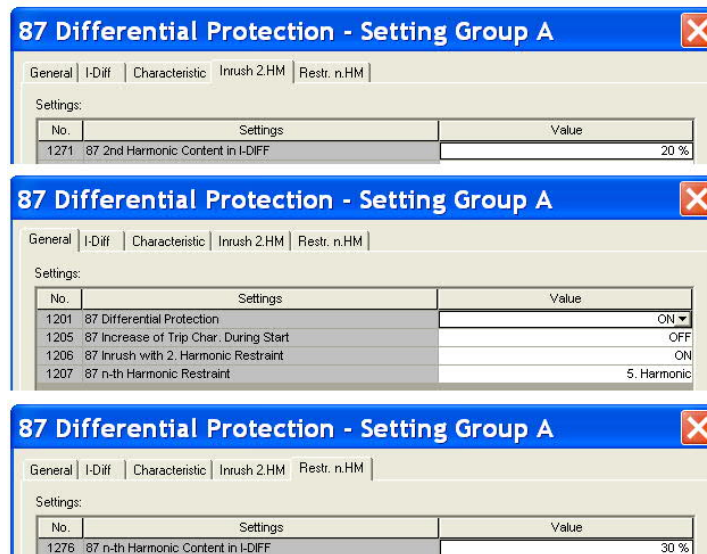 87 Differential Protection - Setting Group A
General I-Diff Characteristic Inrush 2.HM Restr. n.HM
Settings:
No. Settings Value
1271 87 2nd Harmonic Content in I-DIFF 20 %
87 Differential Protection - Setting Group A
General I-Diff Characteristic Inrush 2.HM Restr. n.HM
Settings:
No. Settings Value
1201 87 Differential Protection ON
1205 87 Increase of Trip Char. During Start OFF
1206 87 Inrush with 2. Harmonic Restraint ON
1207 87 n-th Harmonic Restraint 5. Harmonic
87 Differential Protection - Setting Group A
General I-Diff Characteristic Inrush 2.HM Restr. n.HM
Settings:
No. Settings Value
1276 87 n-th Harmonic Content in I-DIFF 30 %